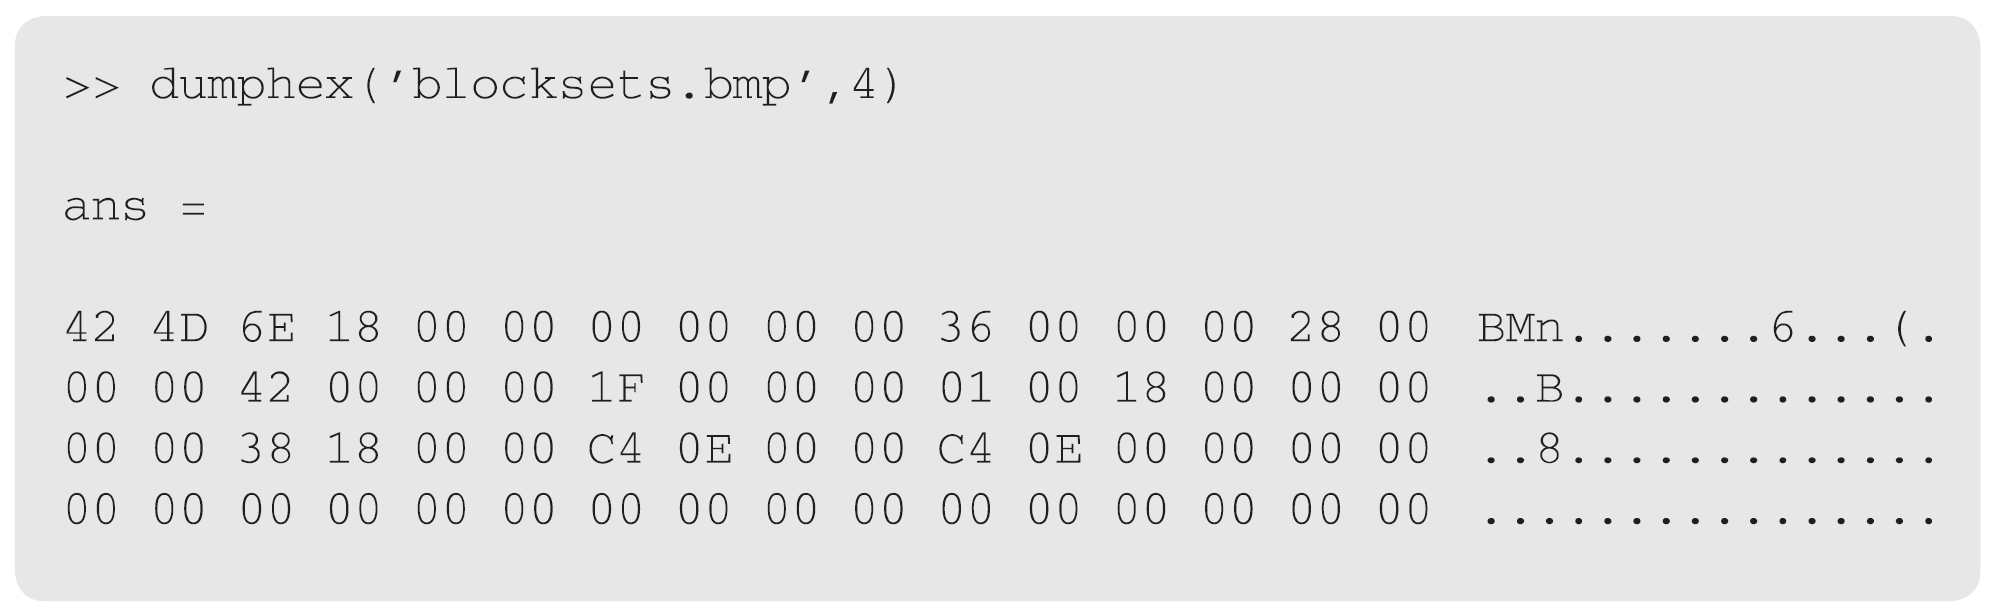 >> dumphex('blocksets.bmp',4)
ans =
42 4D 6E 18 00 00 00 00 00 00 36 00 00 00 28 00 BMn.......6...(.
00 00 42 00 00 00 1F 00 00 00 01 00 18 00 00 00 ..B.............
00 00 38 18 00 00 C4 0E 00 00 C4 0E 00 00 00 00 ..8.............
00 00 00 00 00 00 00 00 00 00 00 00 00 00 00 00 ................